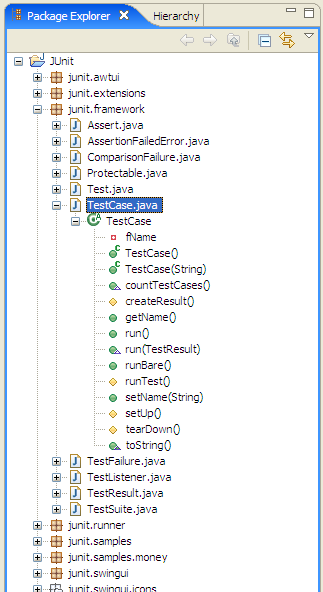 Package Explorer Hierarchy
JUnit
junit.awtui
junit.extensions
junit.framework
Assert.java
AssertionFailedError.java
ComparisonFailure.java
Protectable.java
Test.java
TestCase.java
TestCase
fName
TestCase()
TestCase(String)
countTestCases()
createResult()
getName()
run()
run(TestResult)
runBare()
runTest()
setName(String)
setUp()
tearDown()
toString()
TestFailure.java
TestListener.java
TestResult.java
TestSuite.java
junit.runner
junit.samples
junit.samples.money
junit.swingui
junit.swingui.icons